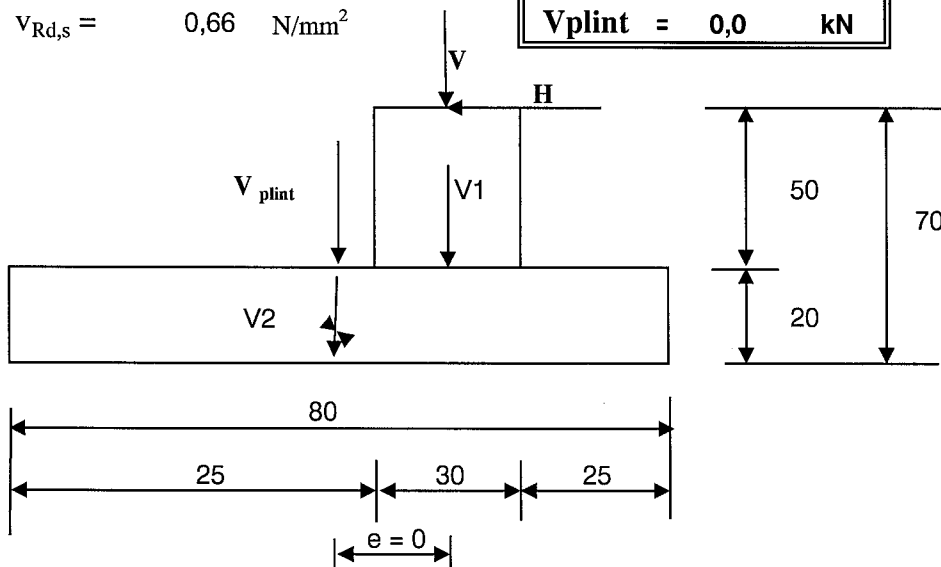 v_Rd,s = 0,66 N/mm²
Vplint = 0,0 kN
V
H
V plint
V1
50
70
V2
20
80
25 30 25
e = 0